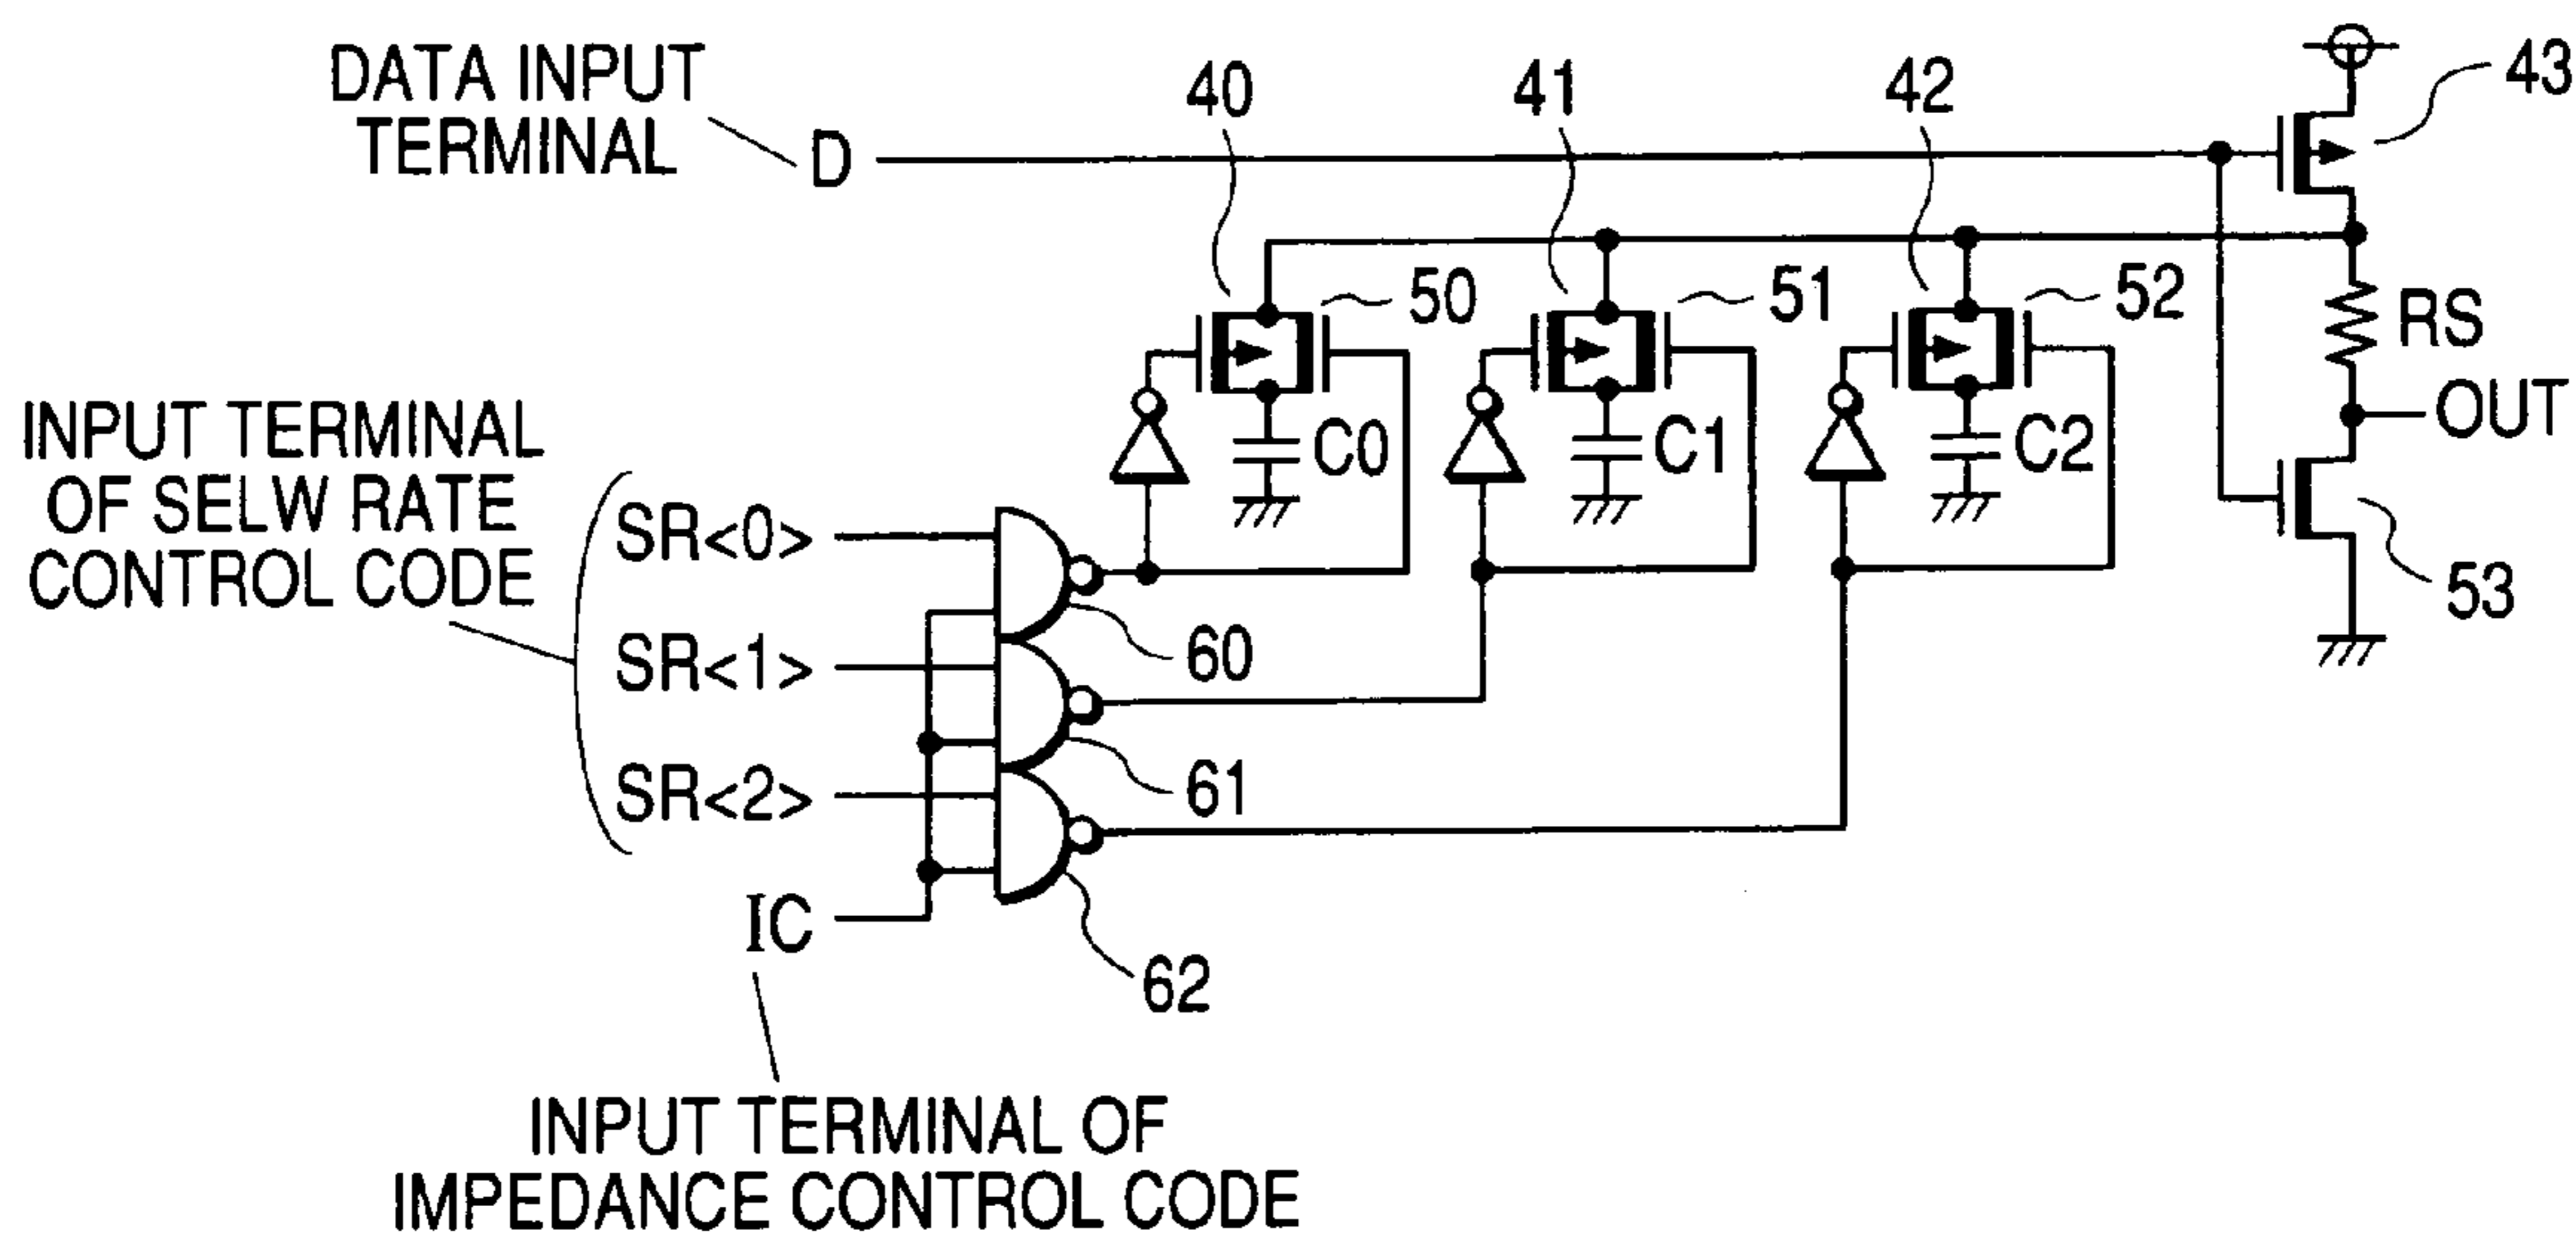 DATA INPUT
TERMINAL
D
40
41
42
43
50
51
52
RS
OUT
C0
C1
C2
53
INPUT TERMINAL
OF SELW RATE
CONTROL CODE
SR<0>
SR<1>
SR<2>
IC
60
61
62
INPUT TERMINAL OF
IMPEDANCE CONTROL CODE